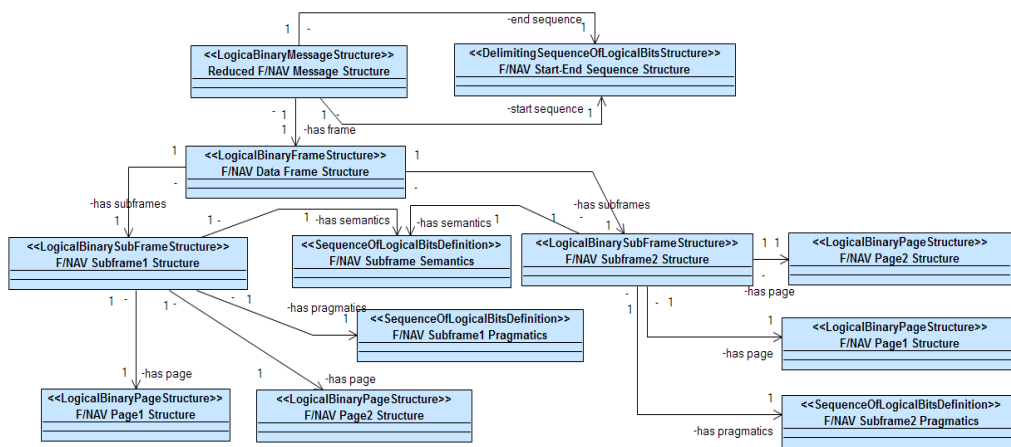 1 -
-end sequence
1
<<LogicaBinaryMessageStructure>>
Reduced F/NAV Message Structure
<<DelimitingSequenceOfLogicalBitsStructure>>
F/NAV Start-End Sequence Structure
- 1
1
-has frame
1 -
-start sequence
1
<<LogicalBinaryFrameStructure>>
F/NAV Data Frame Structure
1
-
1
-
-has subframes
1
-has subframes
1
1 -
1
-has semantics
-has semantics
1
-
<<LogicalBinarySubFrameStructure>>
F/NAV Subframe1 Structure
<<SequenceOfLogicalBitsDefinition>>
F/NAV Subframe Semantics
<<LogicalBinarySubFrameStructure>>
F/NAV Subframe2 Structure
1 1
-
-has page
<<LogicalBinaryPageStructure>>
F/NAV Page2 Structure
1 -
1 -
- 1
-has pragmatics
1
<<SequenceOfLogicalBitsDefinition>>
F/NAV Subframe1 Pragmatics
-
1
- 1
1
-has page
<<LogicalBinaryPageStructure>>
F/NAV Page1 Structure
1
-has page
1
-has page
<<LogicalBinaryPageStructure>>
F/NAV Page1 Structure
<<LogicalBinaryPageStructure>>
F/NAV Page2 Structure
1
-has pragmatics
<<SequenceOfLogicalBitsDefinition>>
F/NAV Subframe2 Pragmatics